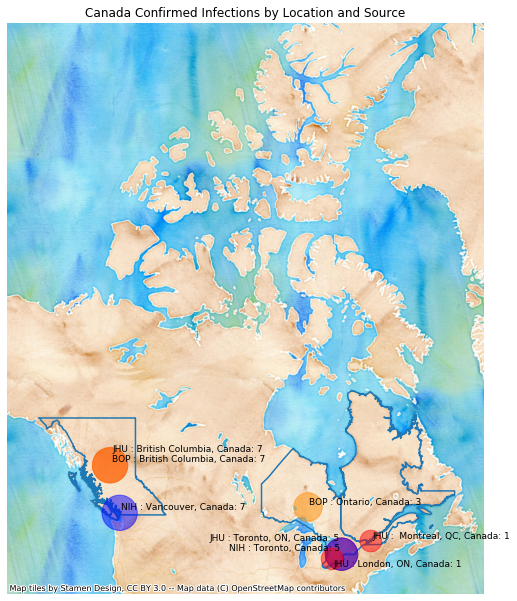 Canada Confirmed Infections by Location and Source
JHU : British Columbia, Canada: 7
BOP : British Columbia, Canada: 7
NIH : Vancouver, Canada: 7
BOP : Ontario, Canada: 3
JHU : Toronto, ON, Canada: 5
JHU :  Montreal, QC, Canada: 1
NIH : Toronto, Canada: 5
JHU : London, ON, Canada: 1
Map tiles by Stamen Design, CC BY 3.0 -- Map data (C) OpenStreetMap contributors